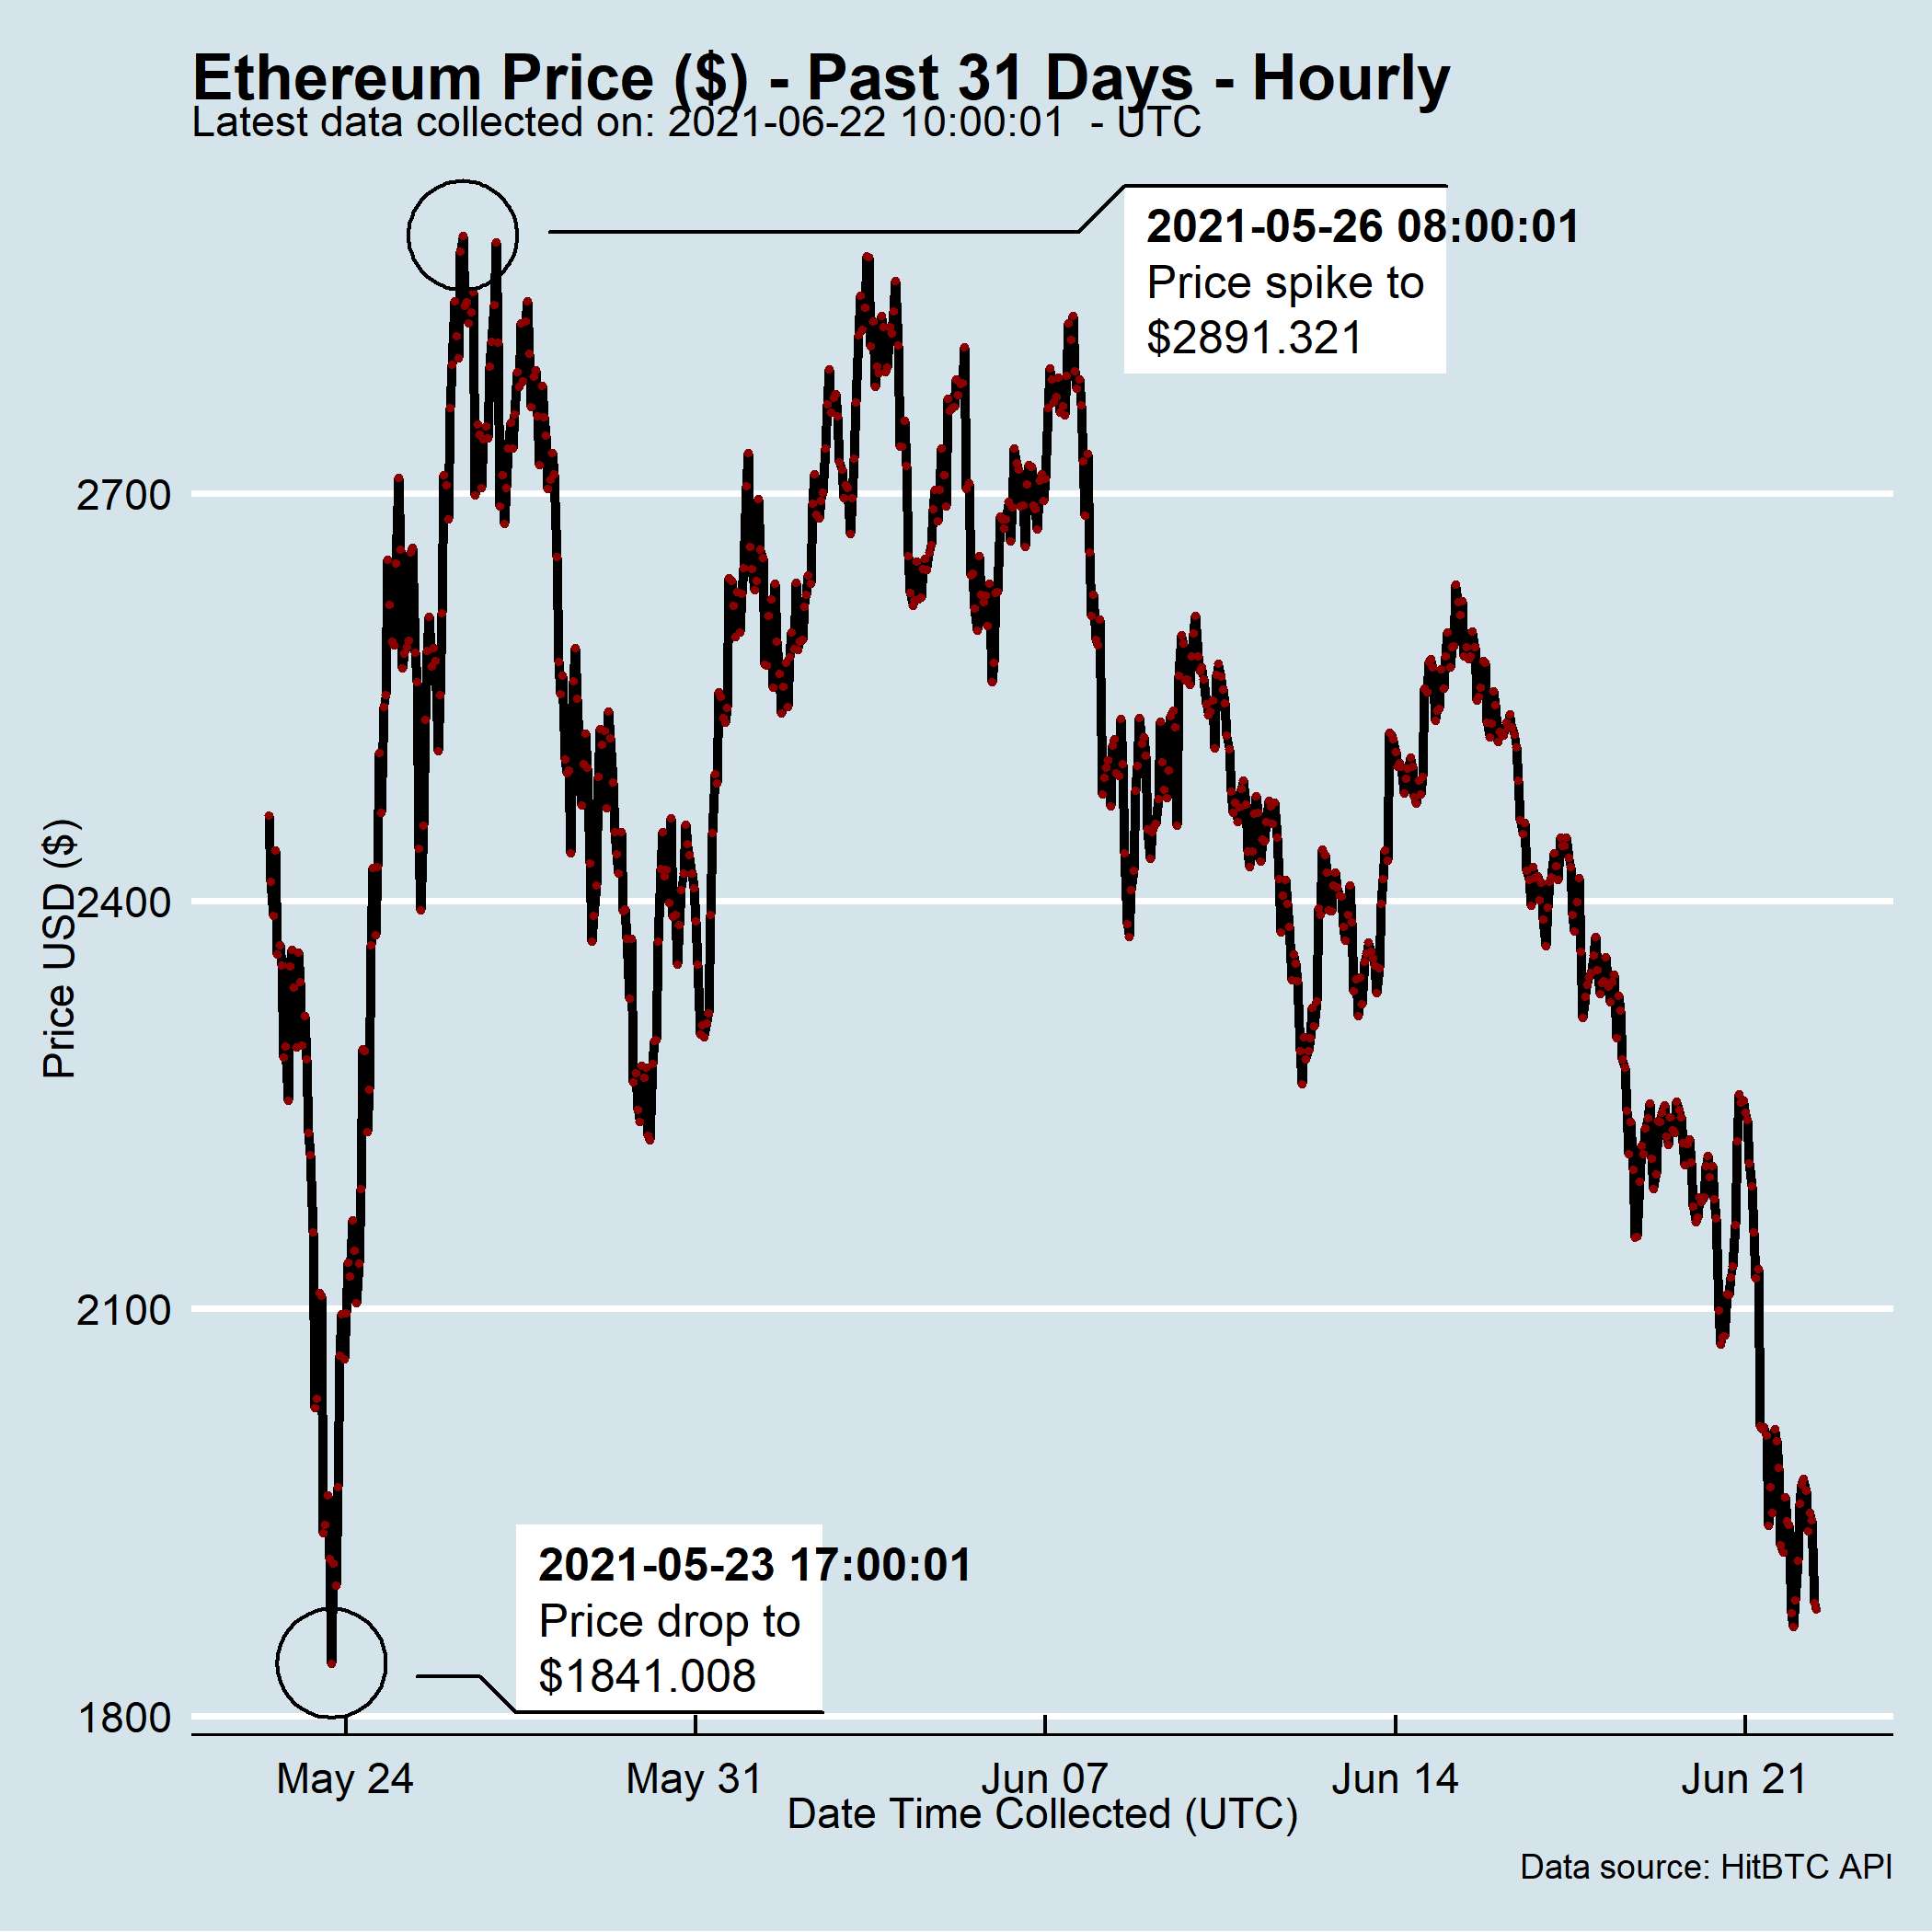 Ethereum Price ($) - Past 31 Days - Hourly
Latest data collected on: 2021-06-22 10:00:01  - UTC
2021-05-26 08:00:01
Price spike to
$2891.321
2700
2400
2100
1800
Price USD ($)
2021-05-23 17:00:01
Price drop to
$1841.008
May 24
May 31
Jun 07
Jun 14
Jun 21
Date Time Collected (UTC)
Data source: HitBTC API